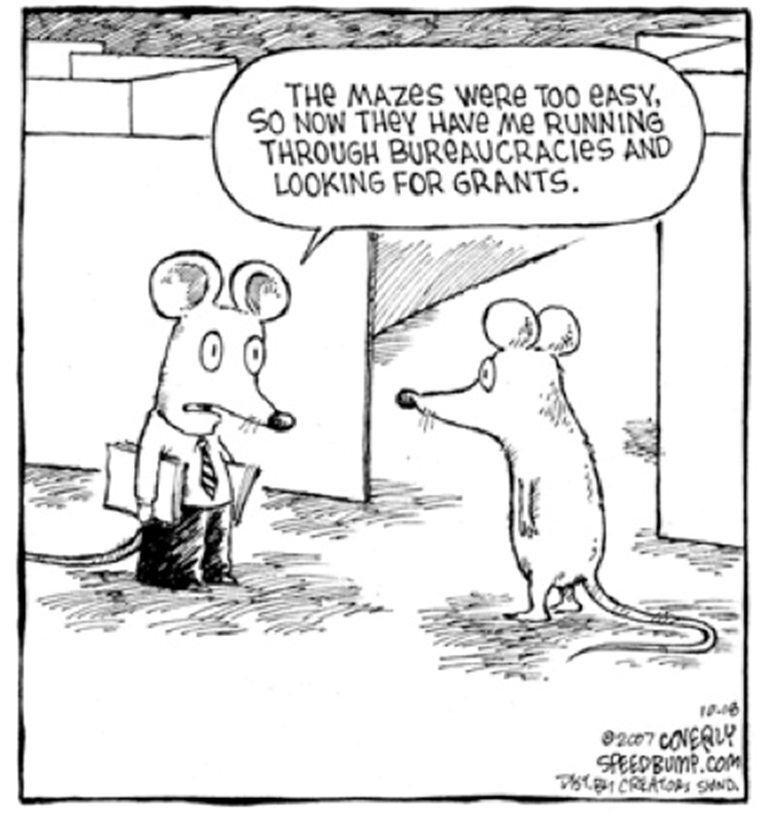 THE MAZES WERE TOO EASY,
SO NOW THEY HAVE ME RUNNING
THROUGH BUREAUCRACIES AND
LOOKING FOR GRANTS.
10-18
©2007 COVERLY
SPEEDBUMP.COM
DIST. BY CREATORS SYND.